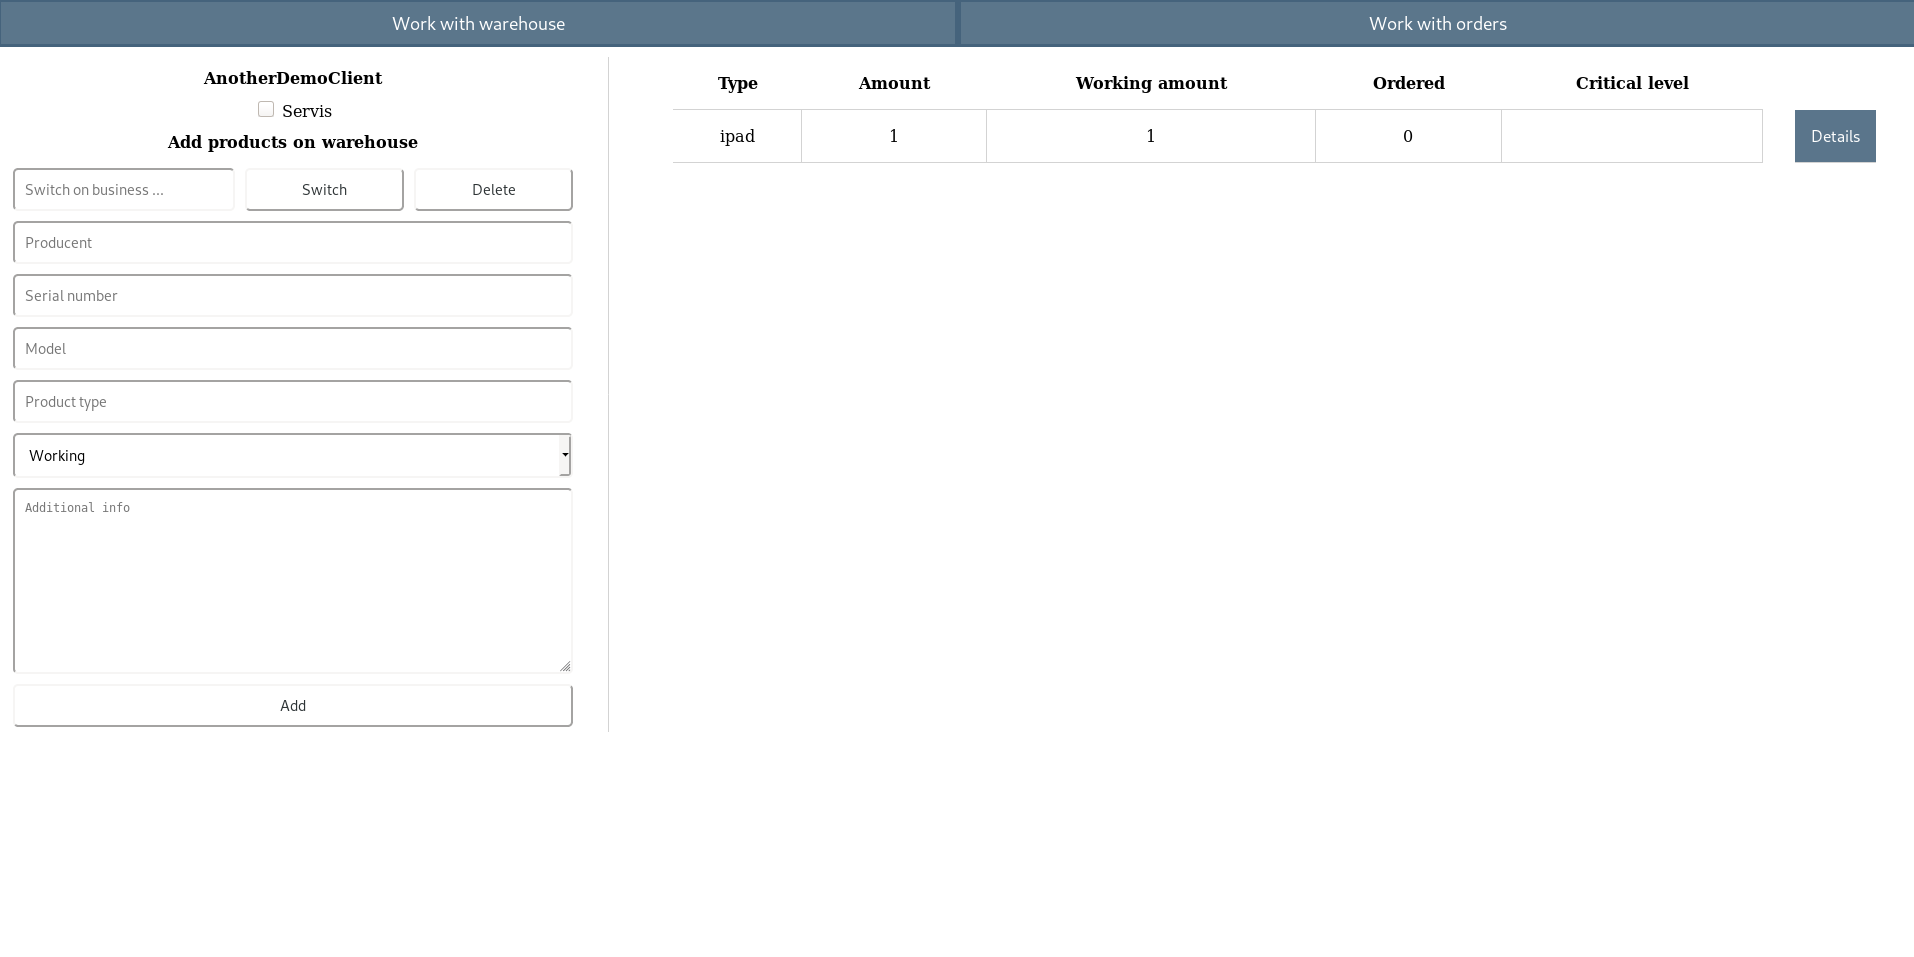 Work with warehouse Work with orders
AnotherDemoClient
Servis
Add products on warehouse
Switch on business ... Switch Delete
Producent
Serial number
Model
Product type
Working
Additional info
Add
Type Amount Working amount Ordered Critical level
ipad 1 1 0 Details